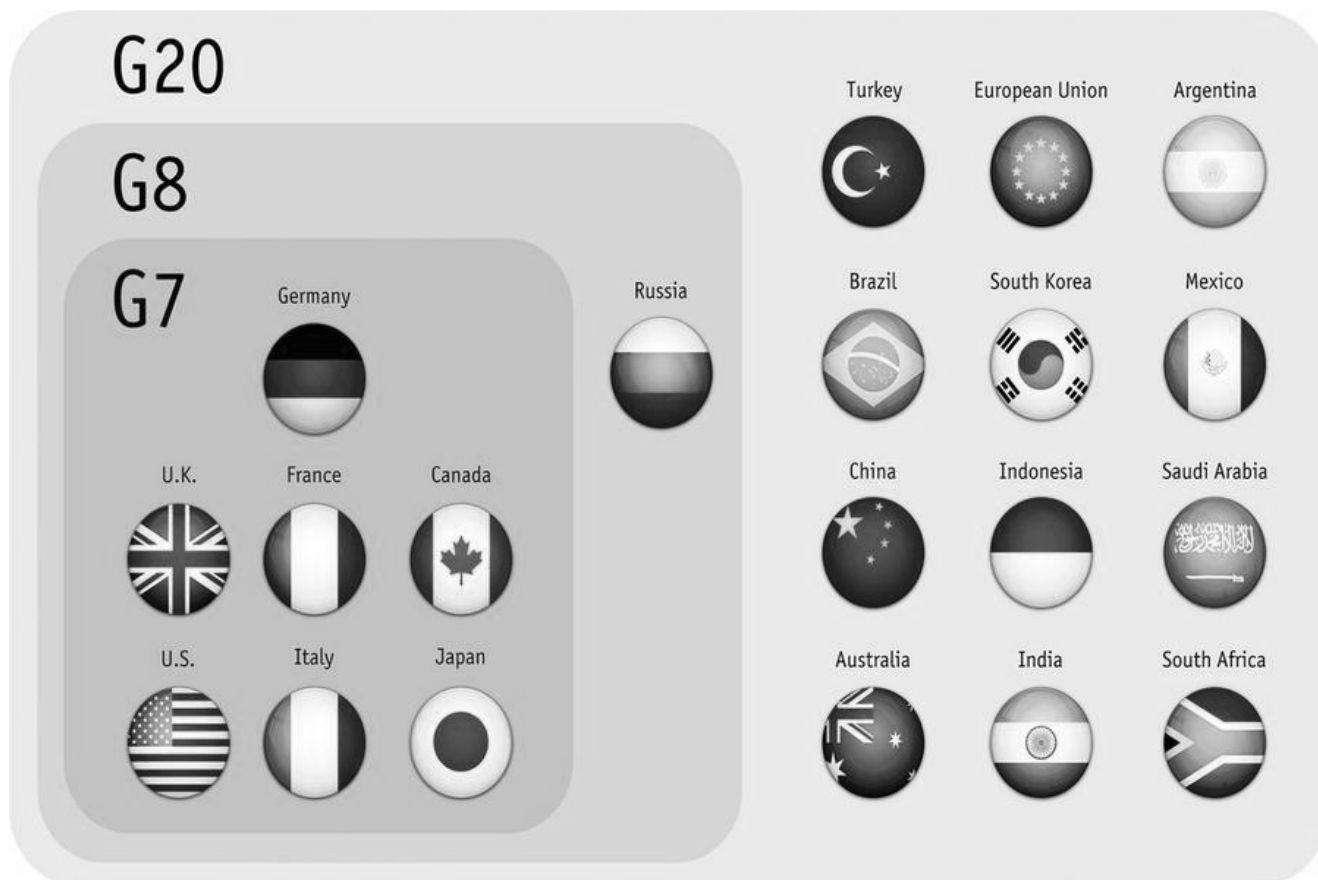 G20
Turkey European Union Argentina
G8
G7
Germany Russia Brazil South Korea Mexico
U.K. France Canada China Indonesia Saudi Arabia
U.S. Italy Japan Australia India South Africa